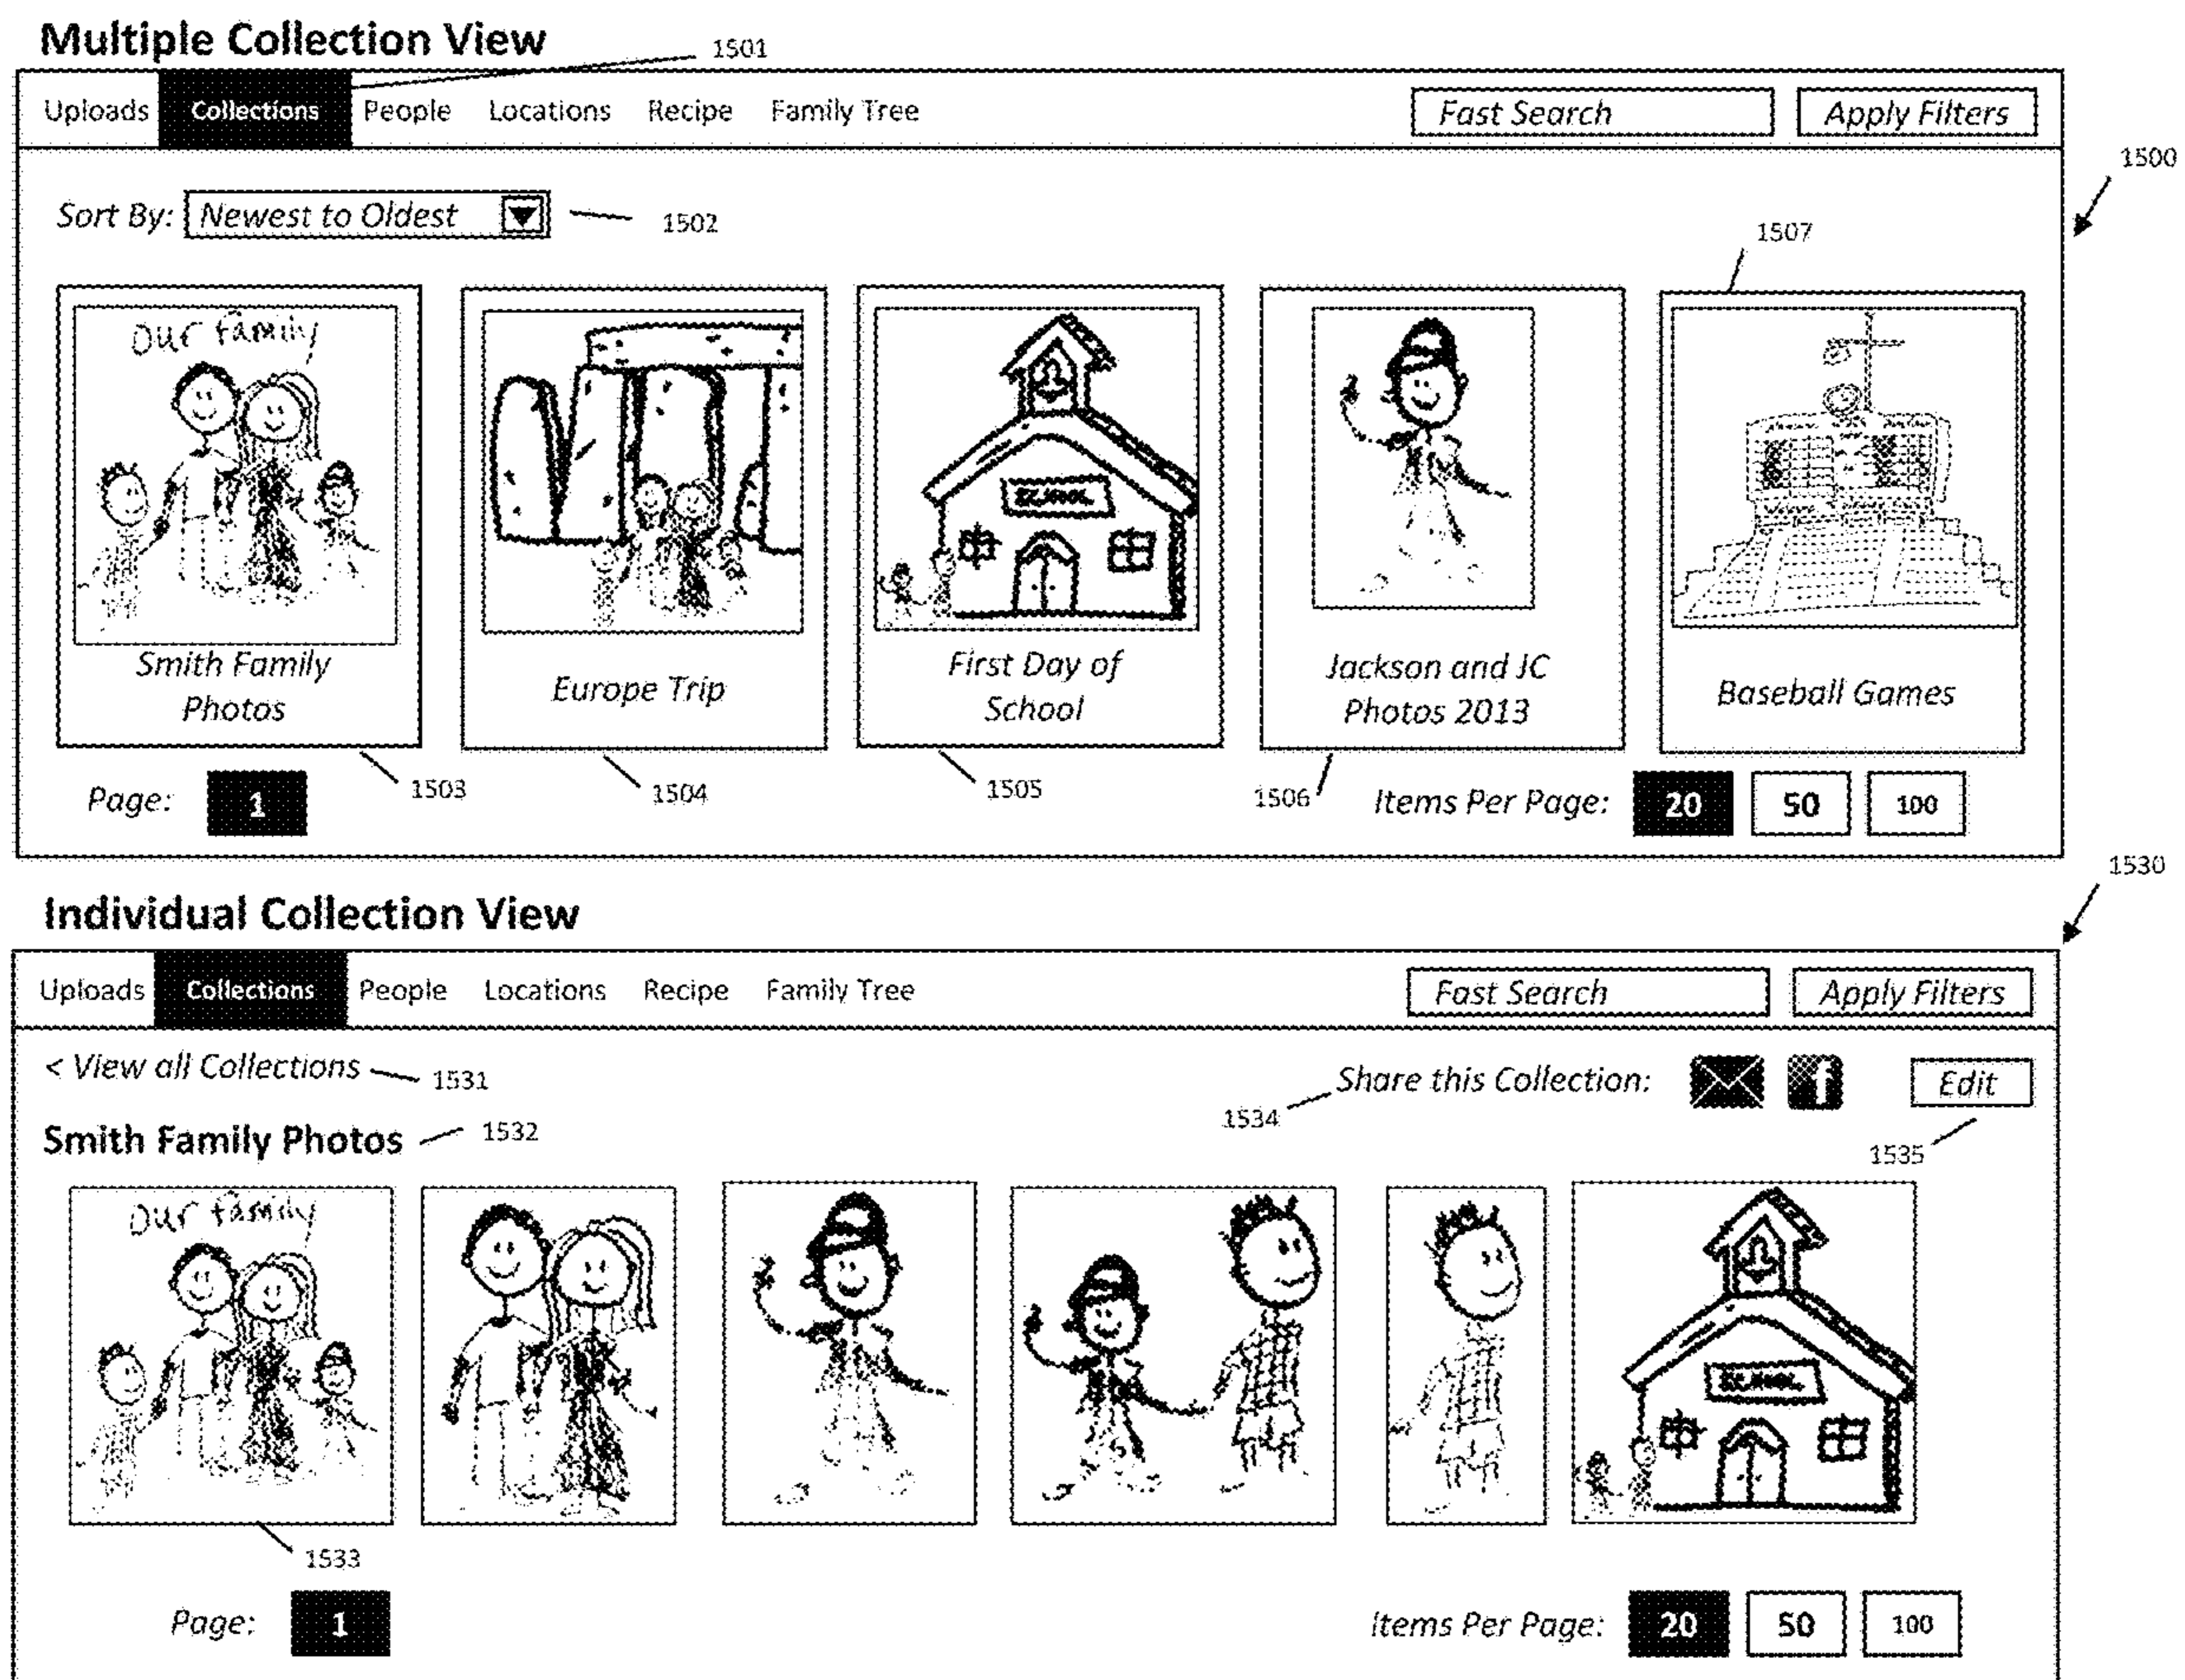 Multiple Collection View
1501
Uploads Collections People Locations Recipe Family Tree Fast Search Apply Filters
1500
Sort By: Newest to Oldest
1502
1507
Our family
SCHOOL
Smith Family
Photos
Europe Trip
First Day of
School
Jackson and JC
Photos 2013
Baseball Games
1503
1504
1505
1506
Page: 1
Items Per Page: 20 50 100
1530
Individual Collection View
Uploads Collections People Locations Recipe Family Tree Fast Search Apply Filters
< View all Collections
1531
Share this Collection: f Edit
1534
Smith Family Photos
1532
1535
Our family
SCHOOL
1533
Page: 1
Items Per Page: 20 50 100